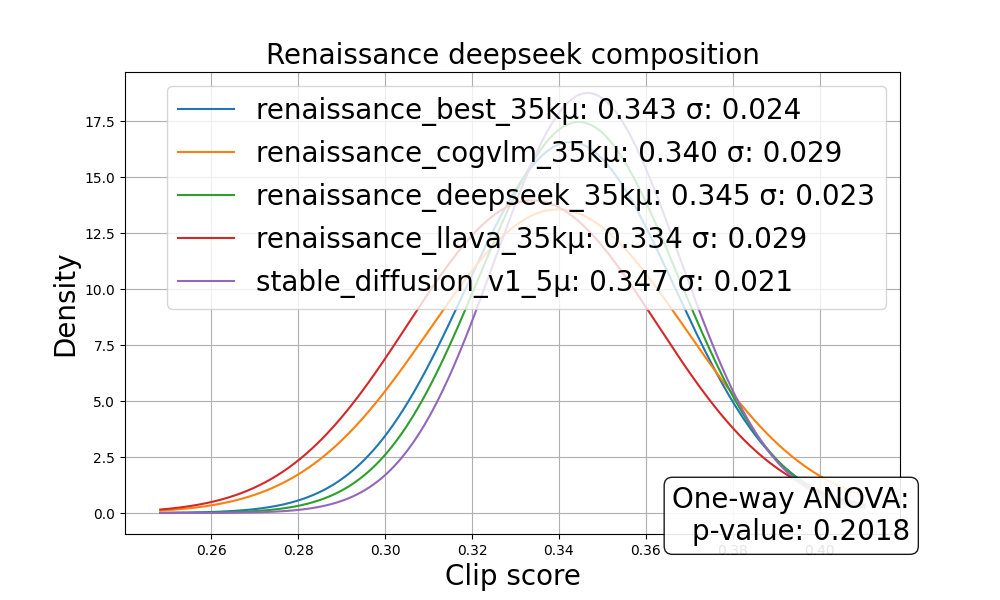 Renaissance deepseek composition
renaissance_best_35kμ: 0.343 σ: 0.024
renaissance_cogvlm_35kμ: 0.340 σ: 0.029
renaissance_deepseek_35kμ: 0.345 σ: 0.023
renaissance_llava_35kμ: 0.334 σ: 0.029
stable_diffusion_v1_5μ: 0.347 σ: 0.021
Density
17.5
15.0
12.5
10.0
7.5
5.0
2.5
0.0
One-way ANOVA:
p-value: 0.2018
0.26 0.28 0.30 0.32 0.34 0.36 0.38 0.40
Clip score